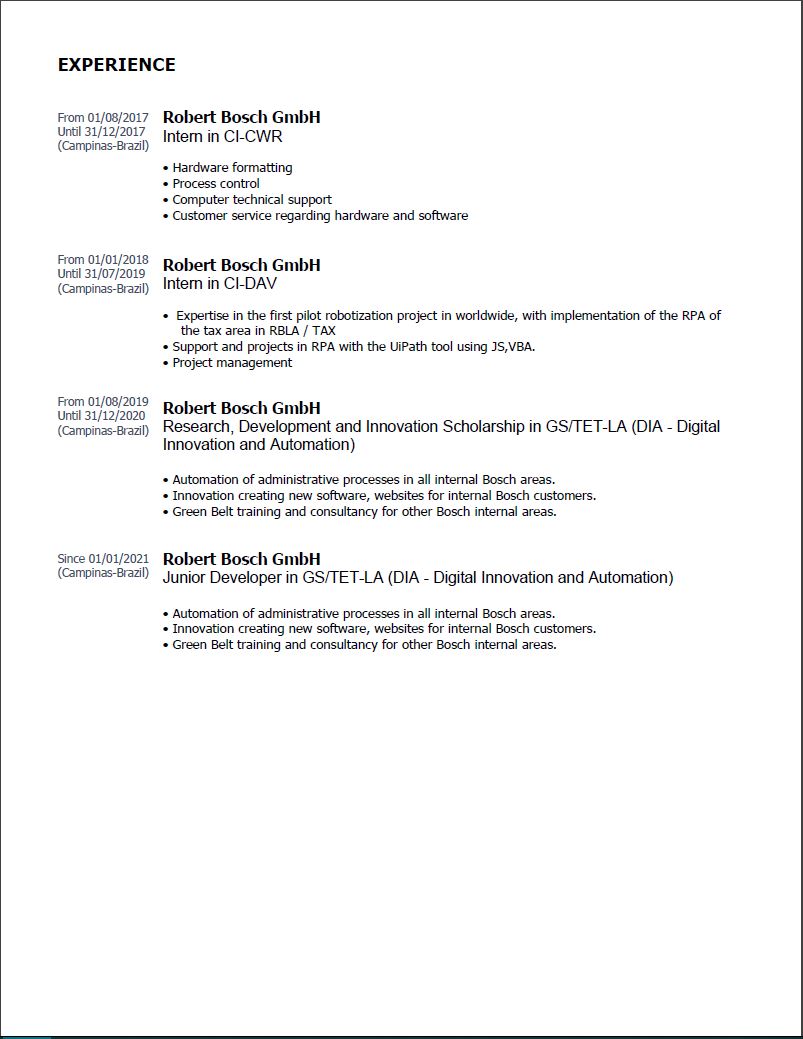 EXPERIENCE
From 01/08/2017
Until 31/12/2017
(Campinas-Brazil)
Robert Bosch GmbH
Intern in CI-CWR
• Hardware formatting
• Process control
• Computer technical support
• Customer service regarding hardware and software
From 01/01/2018
Until 31/07/2019
(Campinas-Brazil)
Robert Bosch GmbH
Intern in CI-DAV
• Expertise in the first pilot robotization project in worldwide, with implementation of the RPA of
the tax area in RBLA / TAX
• Support and projects in RPA with the UiPath tool using JS,VBA.
• Project management
From 01/08/2019
Until 31/12/2020
(Campinas-Brazil)
Robert Bosch GmbH
Research, Development and Innovation Scholarship in GS/TET-LA (DIA - Digital
Innovation and Automation)
• Automation of administrative processes in all internal Bosch areas.
• Innovation creating new software, websites for internal Bosch customers.
• Green Belt training and consultancy for other Bosch internal areas.
Since 01/01/2021
(Campinas-Brazil)
Robert Bosch GmbH
Junior Developer in GS/TET-LA (DIA - Digital Innovation and Automation)
• Automation of administrative processes in all internal Bosch areas.
• Innovation creating new software, websites for internal Bosch customers.
• Green Belt training and consultancy for other Bosch internal areas.